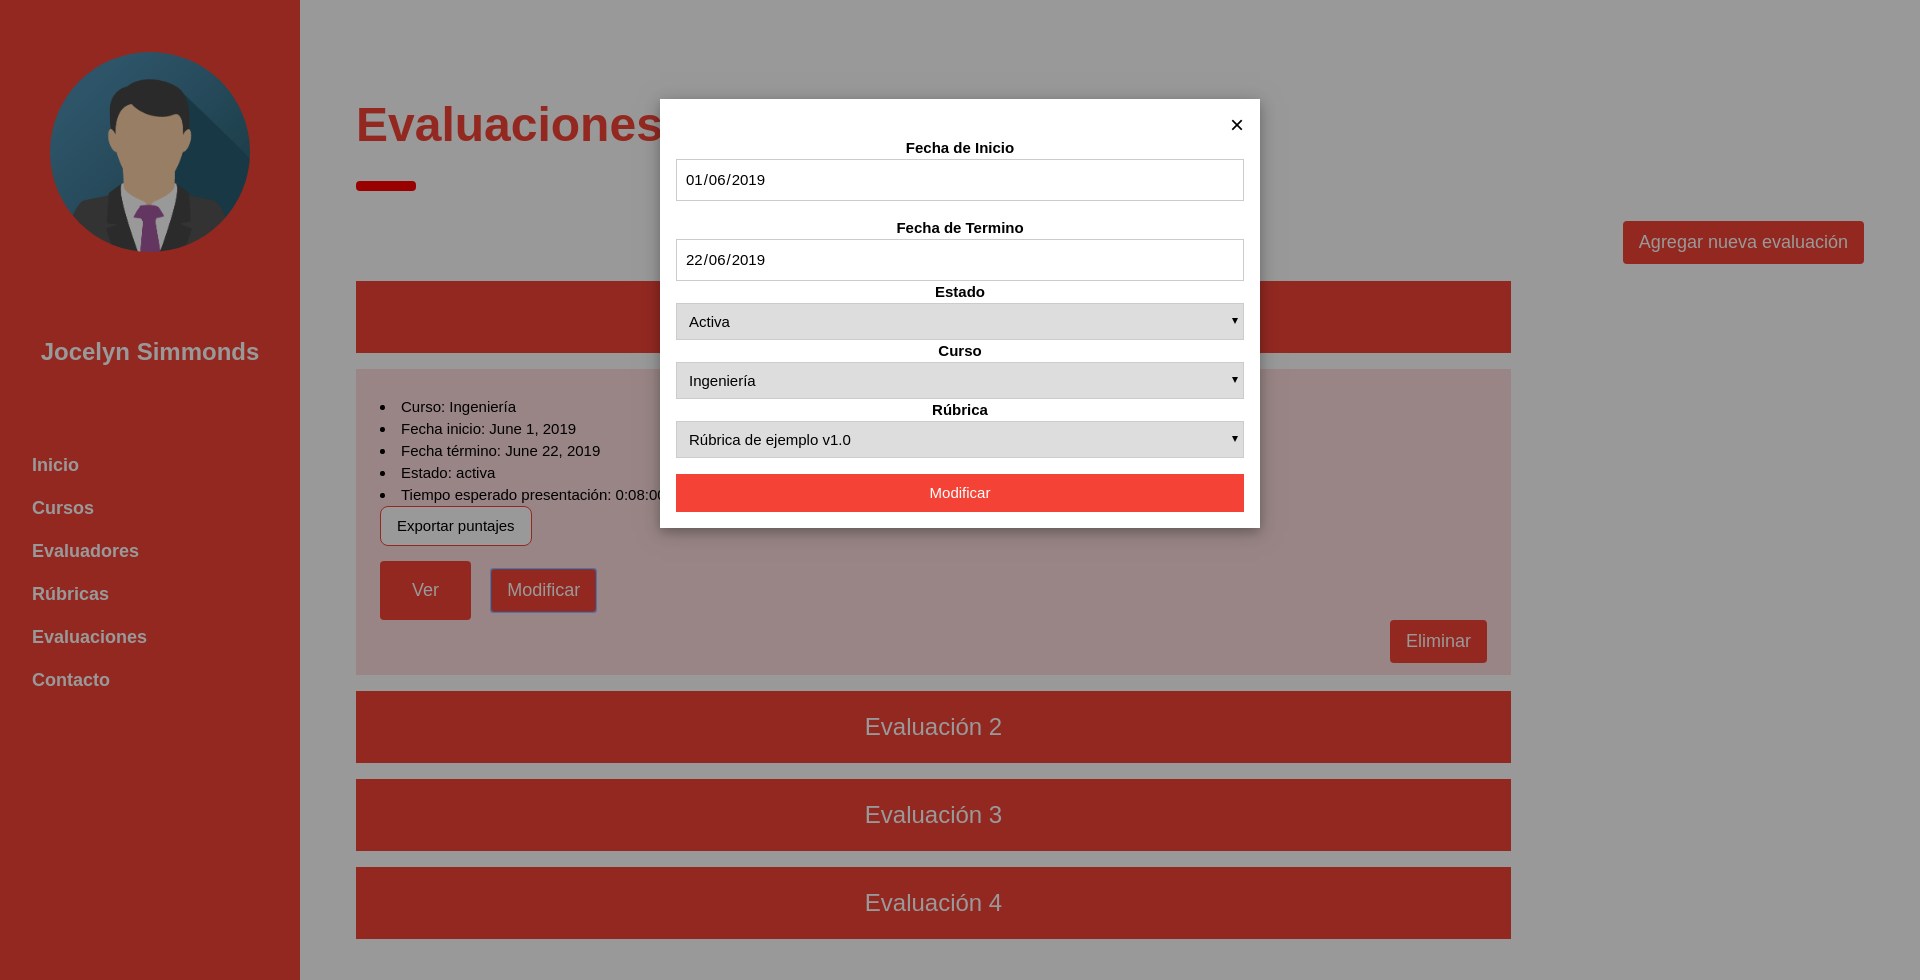 Jocelyn Simmonds
Inicio
Cursos
Evaluadores
Rúbricas
Evaluaciones
Contacto
Evaluaciones
Agregar nueva evaluación
×
Fecha de Inicio
01/06/2019
Fecha de Termino
22/06/2019
Estado
Activa
Curso
Ingeniería
Rúbrica
Rúbrica de ejemplo v1.0
Modificar
Curso: Ingeniería
Fecha inicio: June 1, 2019
Fecha término: June 22, 2019
Estado: activa
Tiempo esperado presentación: 0:08:00
Exportar puntajes
Ver
Modificar
Eliminar
Evaluación 2
Evaluación 3
Evaluación 4